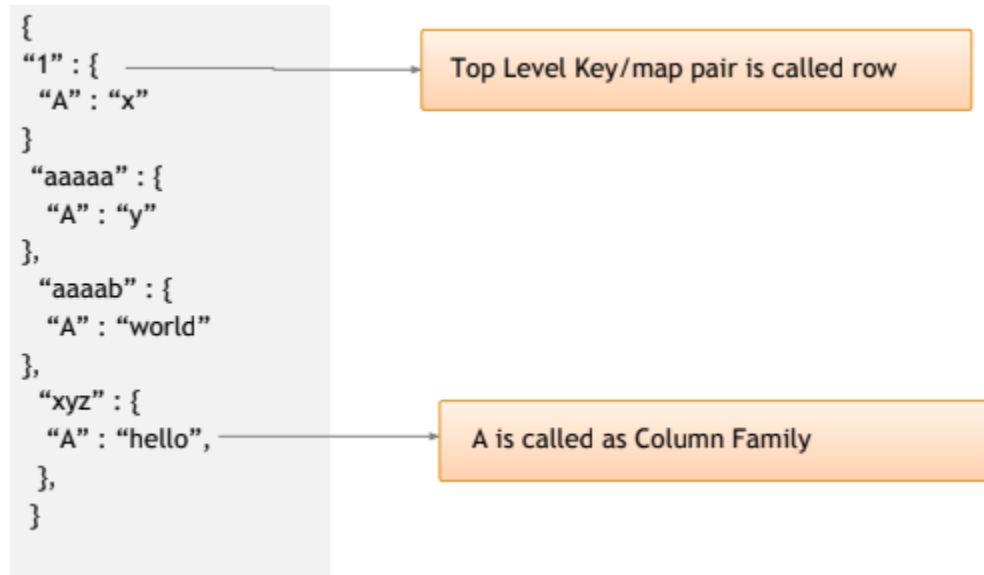 {
“1” : {
“A” : “x”
}
“aaaaa” : {
“A” : “y”
},
“aaaab” : {
“A” : “world”
},
“xyz” : {
“A” : “hello”,
},
}
Top Level Key/map pair is called row
A is called as Column Family